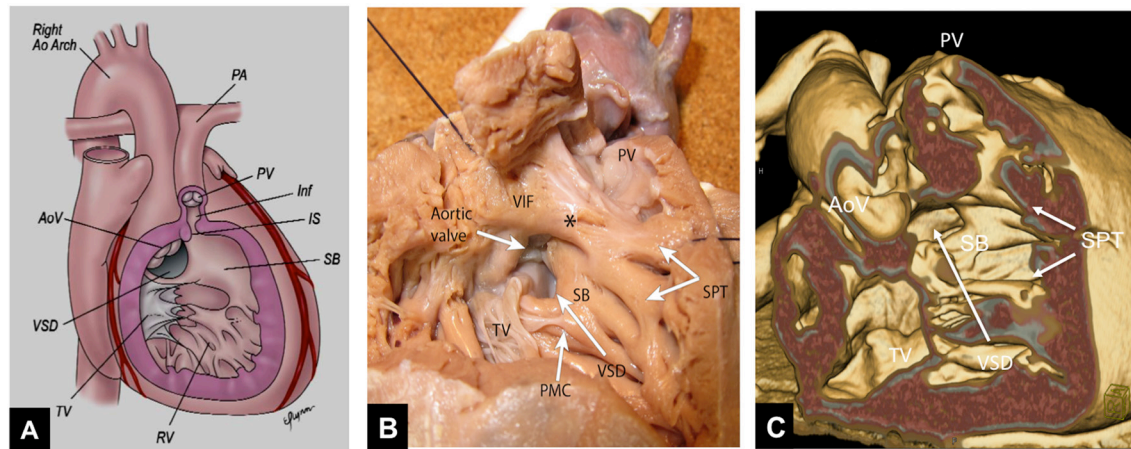 Right
Ao Arch
PA
PV
Inf
IS
AoV
SB
VSD
TV
RV
A
PV
VIF
*
Aortic
valve
SPT
SB
TV
VSD
PMC
B
PV
H
AoV
SB
SPT
TV
VSD
C